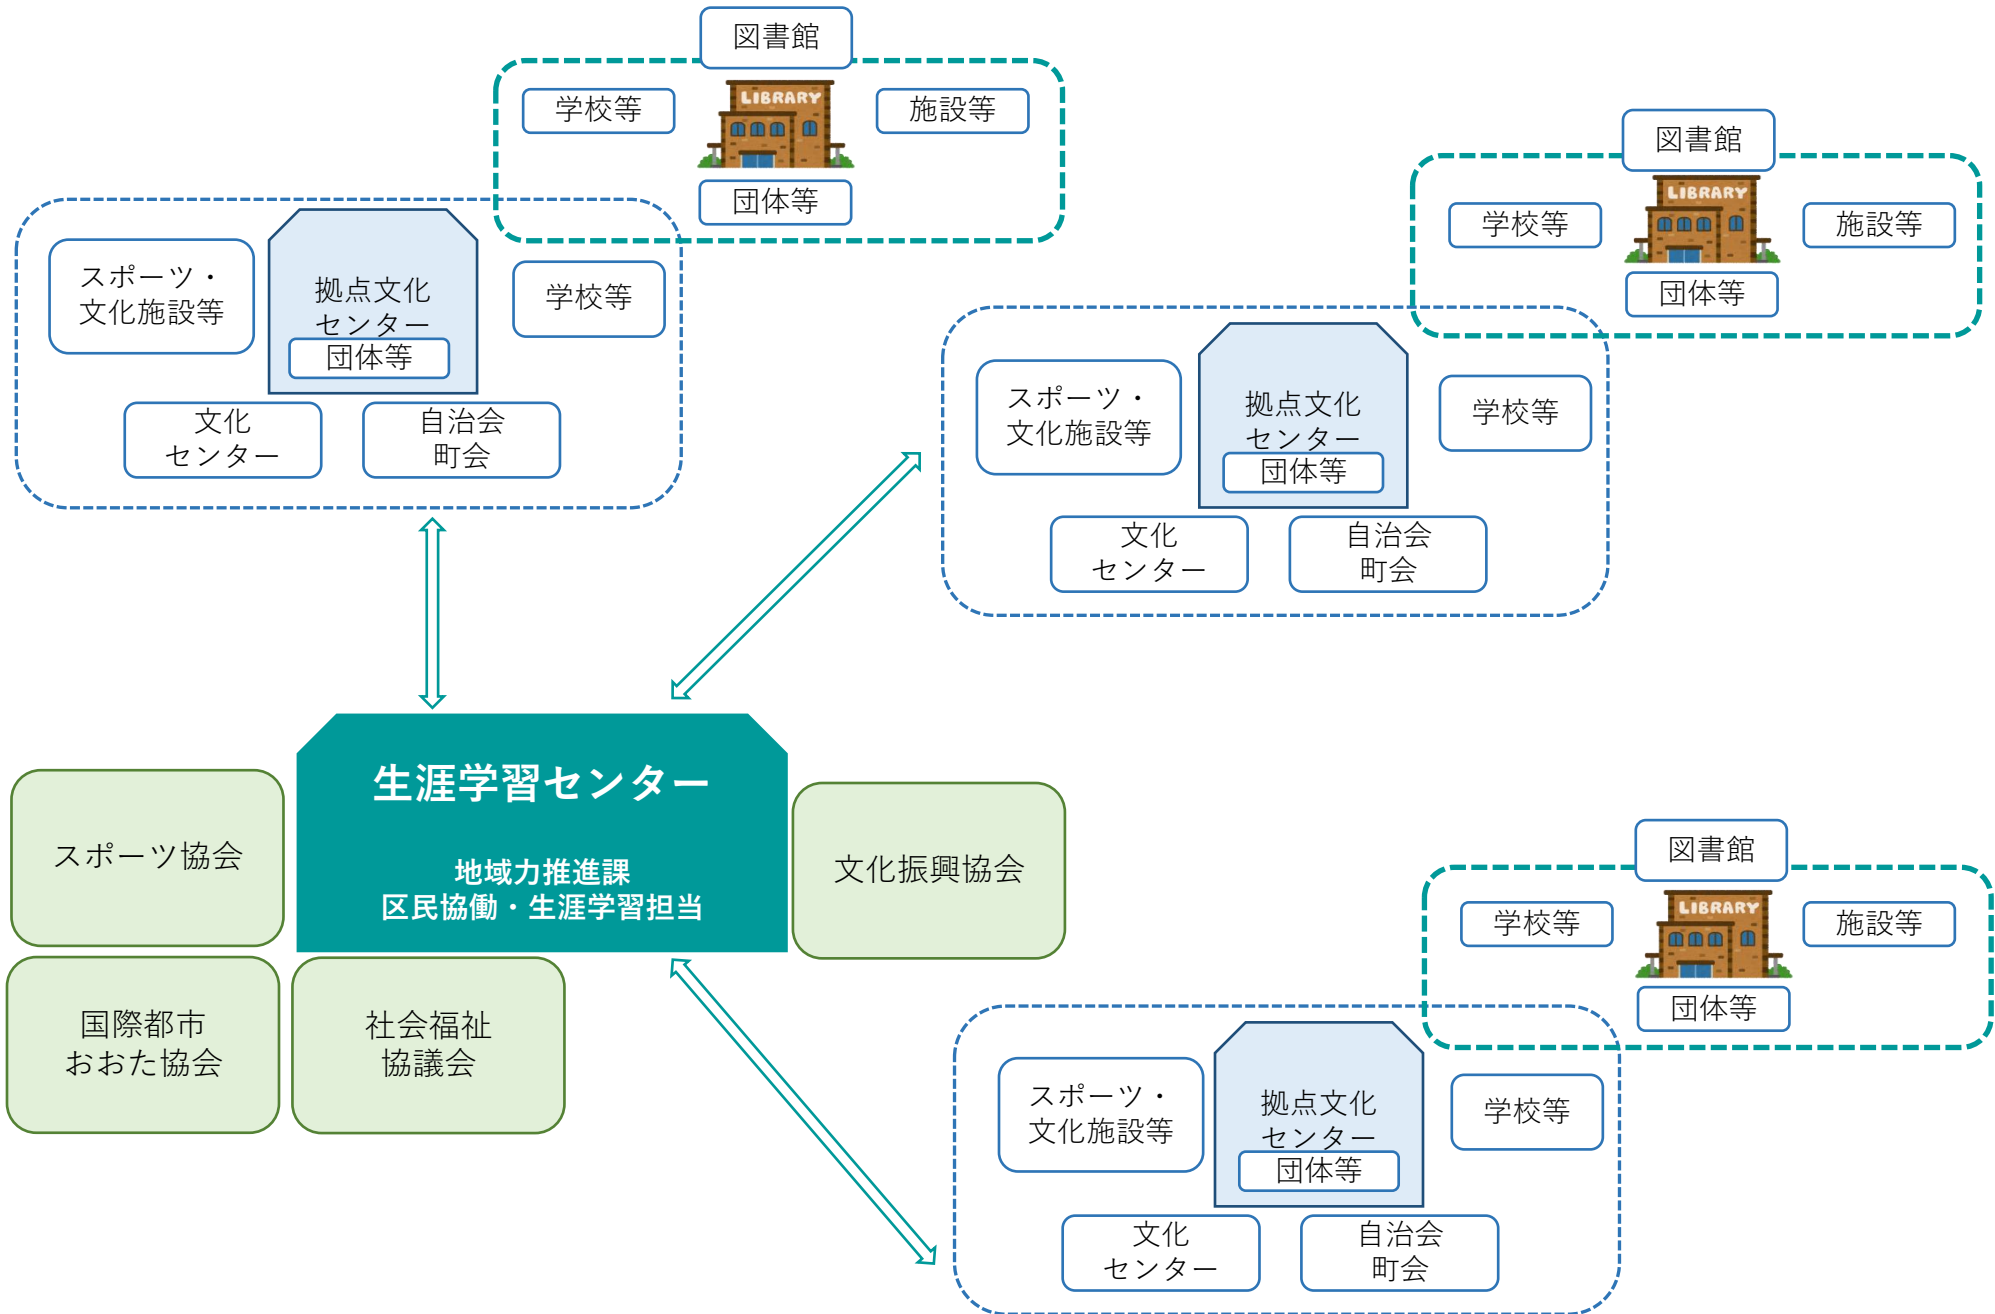 図書館
学校等
LIBRARY
施設等
団体等
スポーツ・
文化施設等
拠点文化
センター
団体等
学校等
文化
センター
自治会
町会
図書館
学校等
LIBRARY
施設等
団体等
スポーツ・
文化施設等
拠点文化
センター
団体等
学校等
文化
センター
自治会
町会
生涯学習センター
地域力推進課
区民協働・生涯学習担当
スポーツ協会
文化振興協会
国際都市
おおた協会
社会福祉
協議会
図書館
学校等
LIBRARY
施設等
団体等
スポーツ・
文化施設等
拠点文化
センター
団体等
学校等
文化
センター
自治会
町会